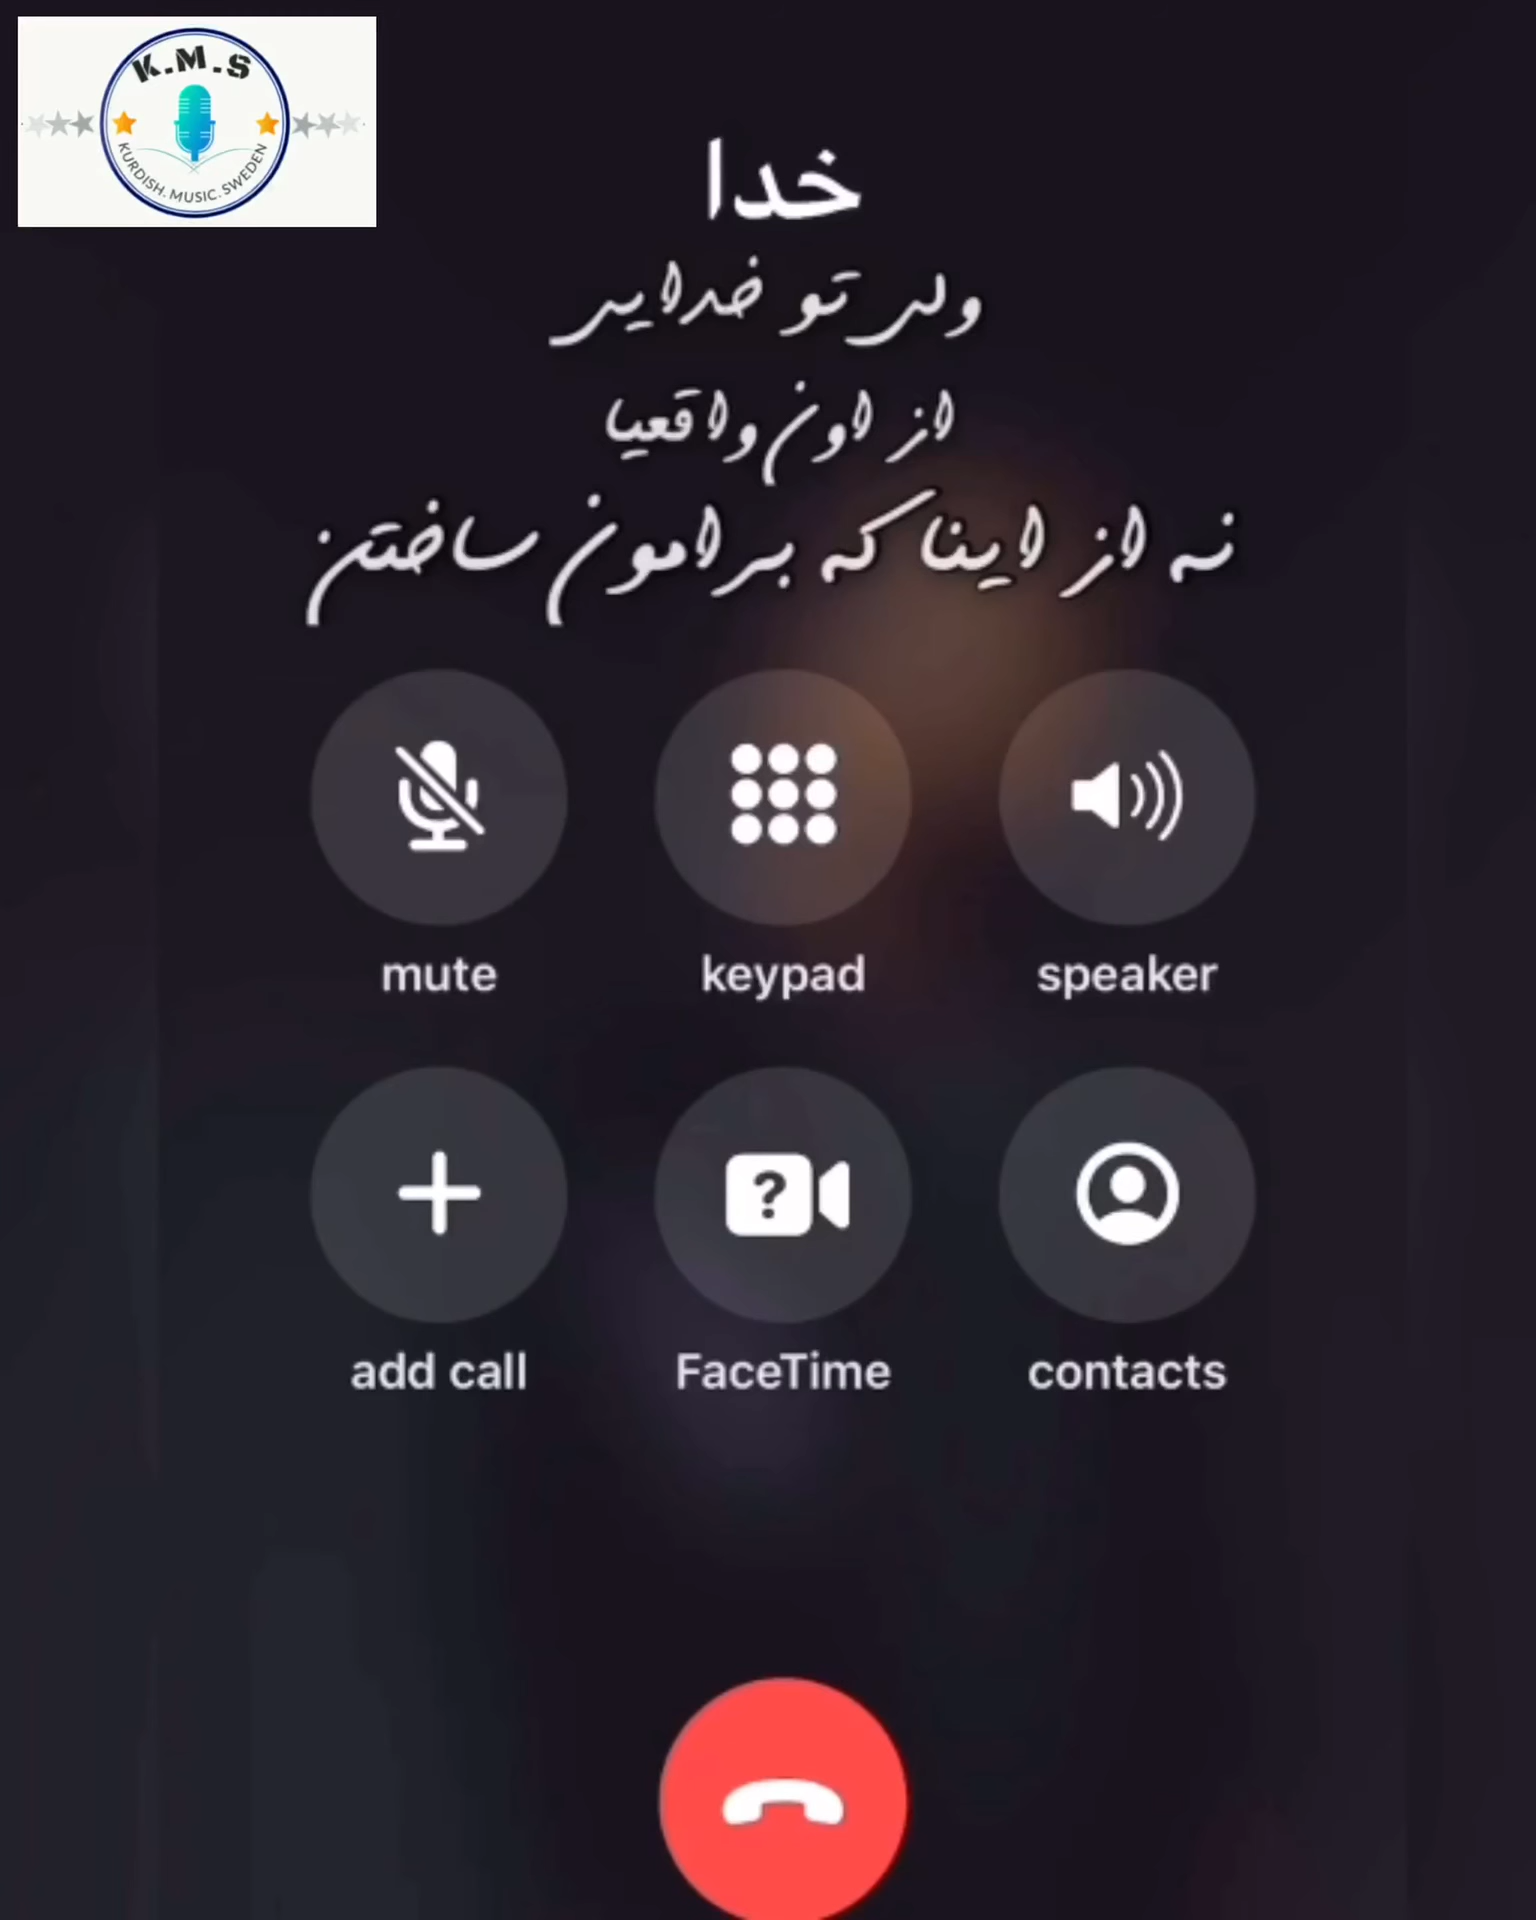 K.M.S
KURDISH.MUSIC.SWEDEN
خدا
ولی تو خدایی
از اون واقعیا
نه از اینا که برامون ساختن
mute
keypad
speaker
add call
FaceTime
contacts